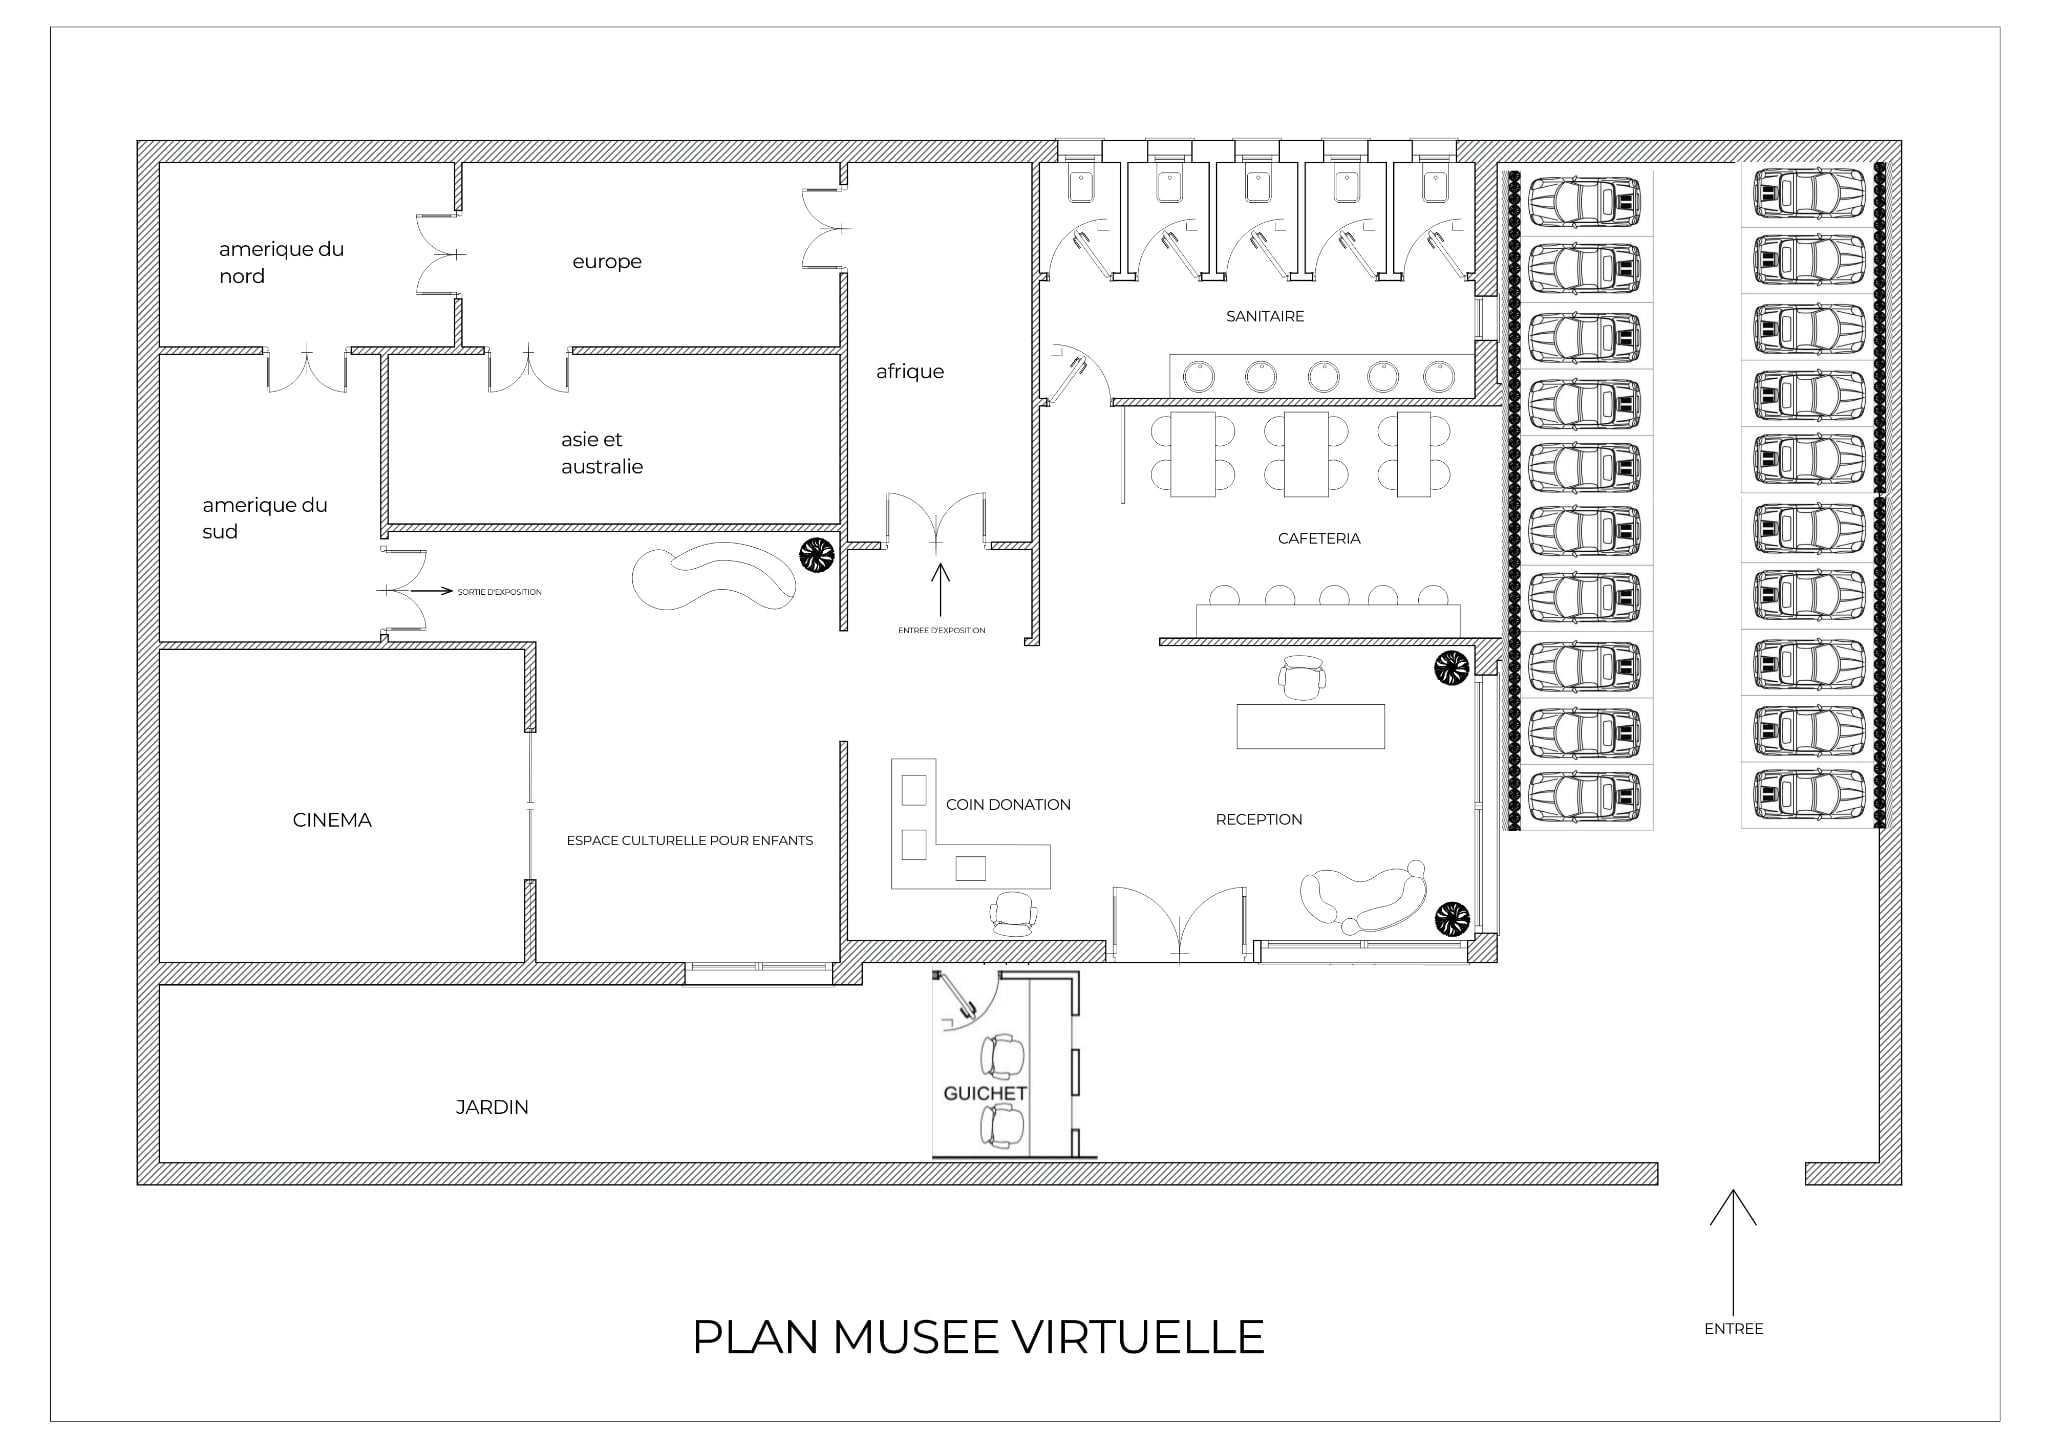 amerique du
nord
europe
afrique
SANITAIRE
asie et
australie
amerique du
sud
CAFETERIA
SORTIE D'EXPOSITION
ENTREE D'EXPOSITION
CINEMA
ESPACE CULTURELLE POUR ENFANTS
COIN DONATION
RECEPTION
GUICHET
JARDIN
PLAN MUSEE VIRTUELLE
ENTREE